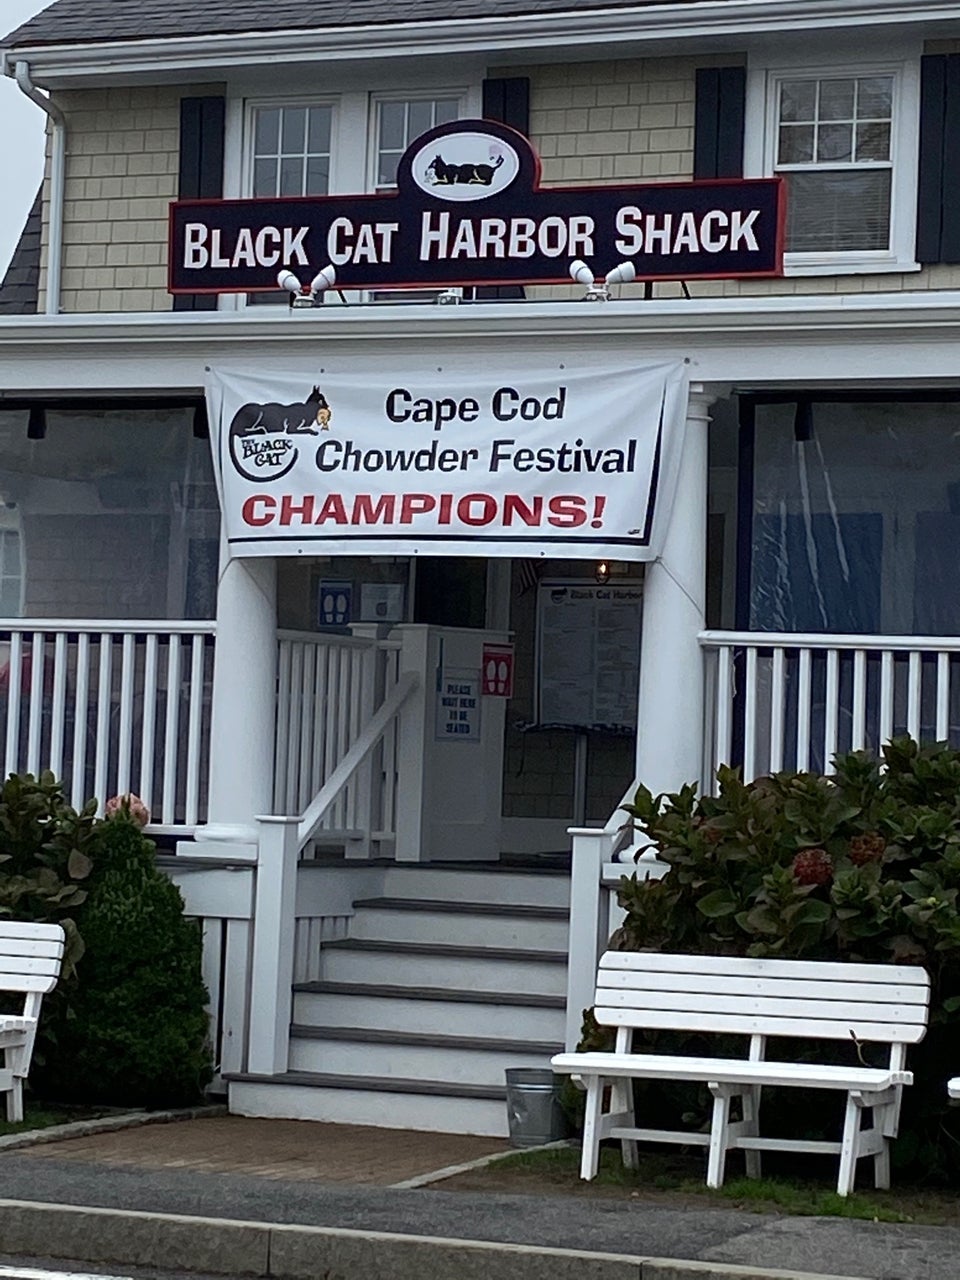 BLACK CAT HARBOR SHACK
Cape Cod
Chowder Festival
CHAMPIONS!
THE
BLACK
CAT
Black Cat Harbor
PLEASE
WAIT HERE
TO BE
SEATED